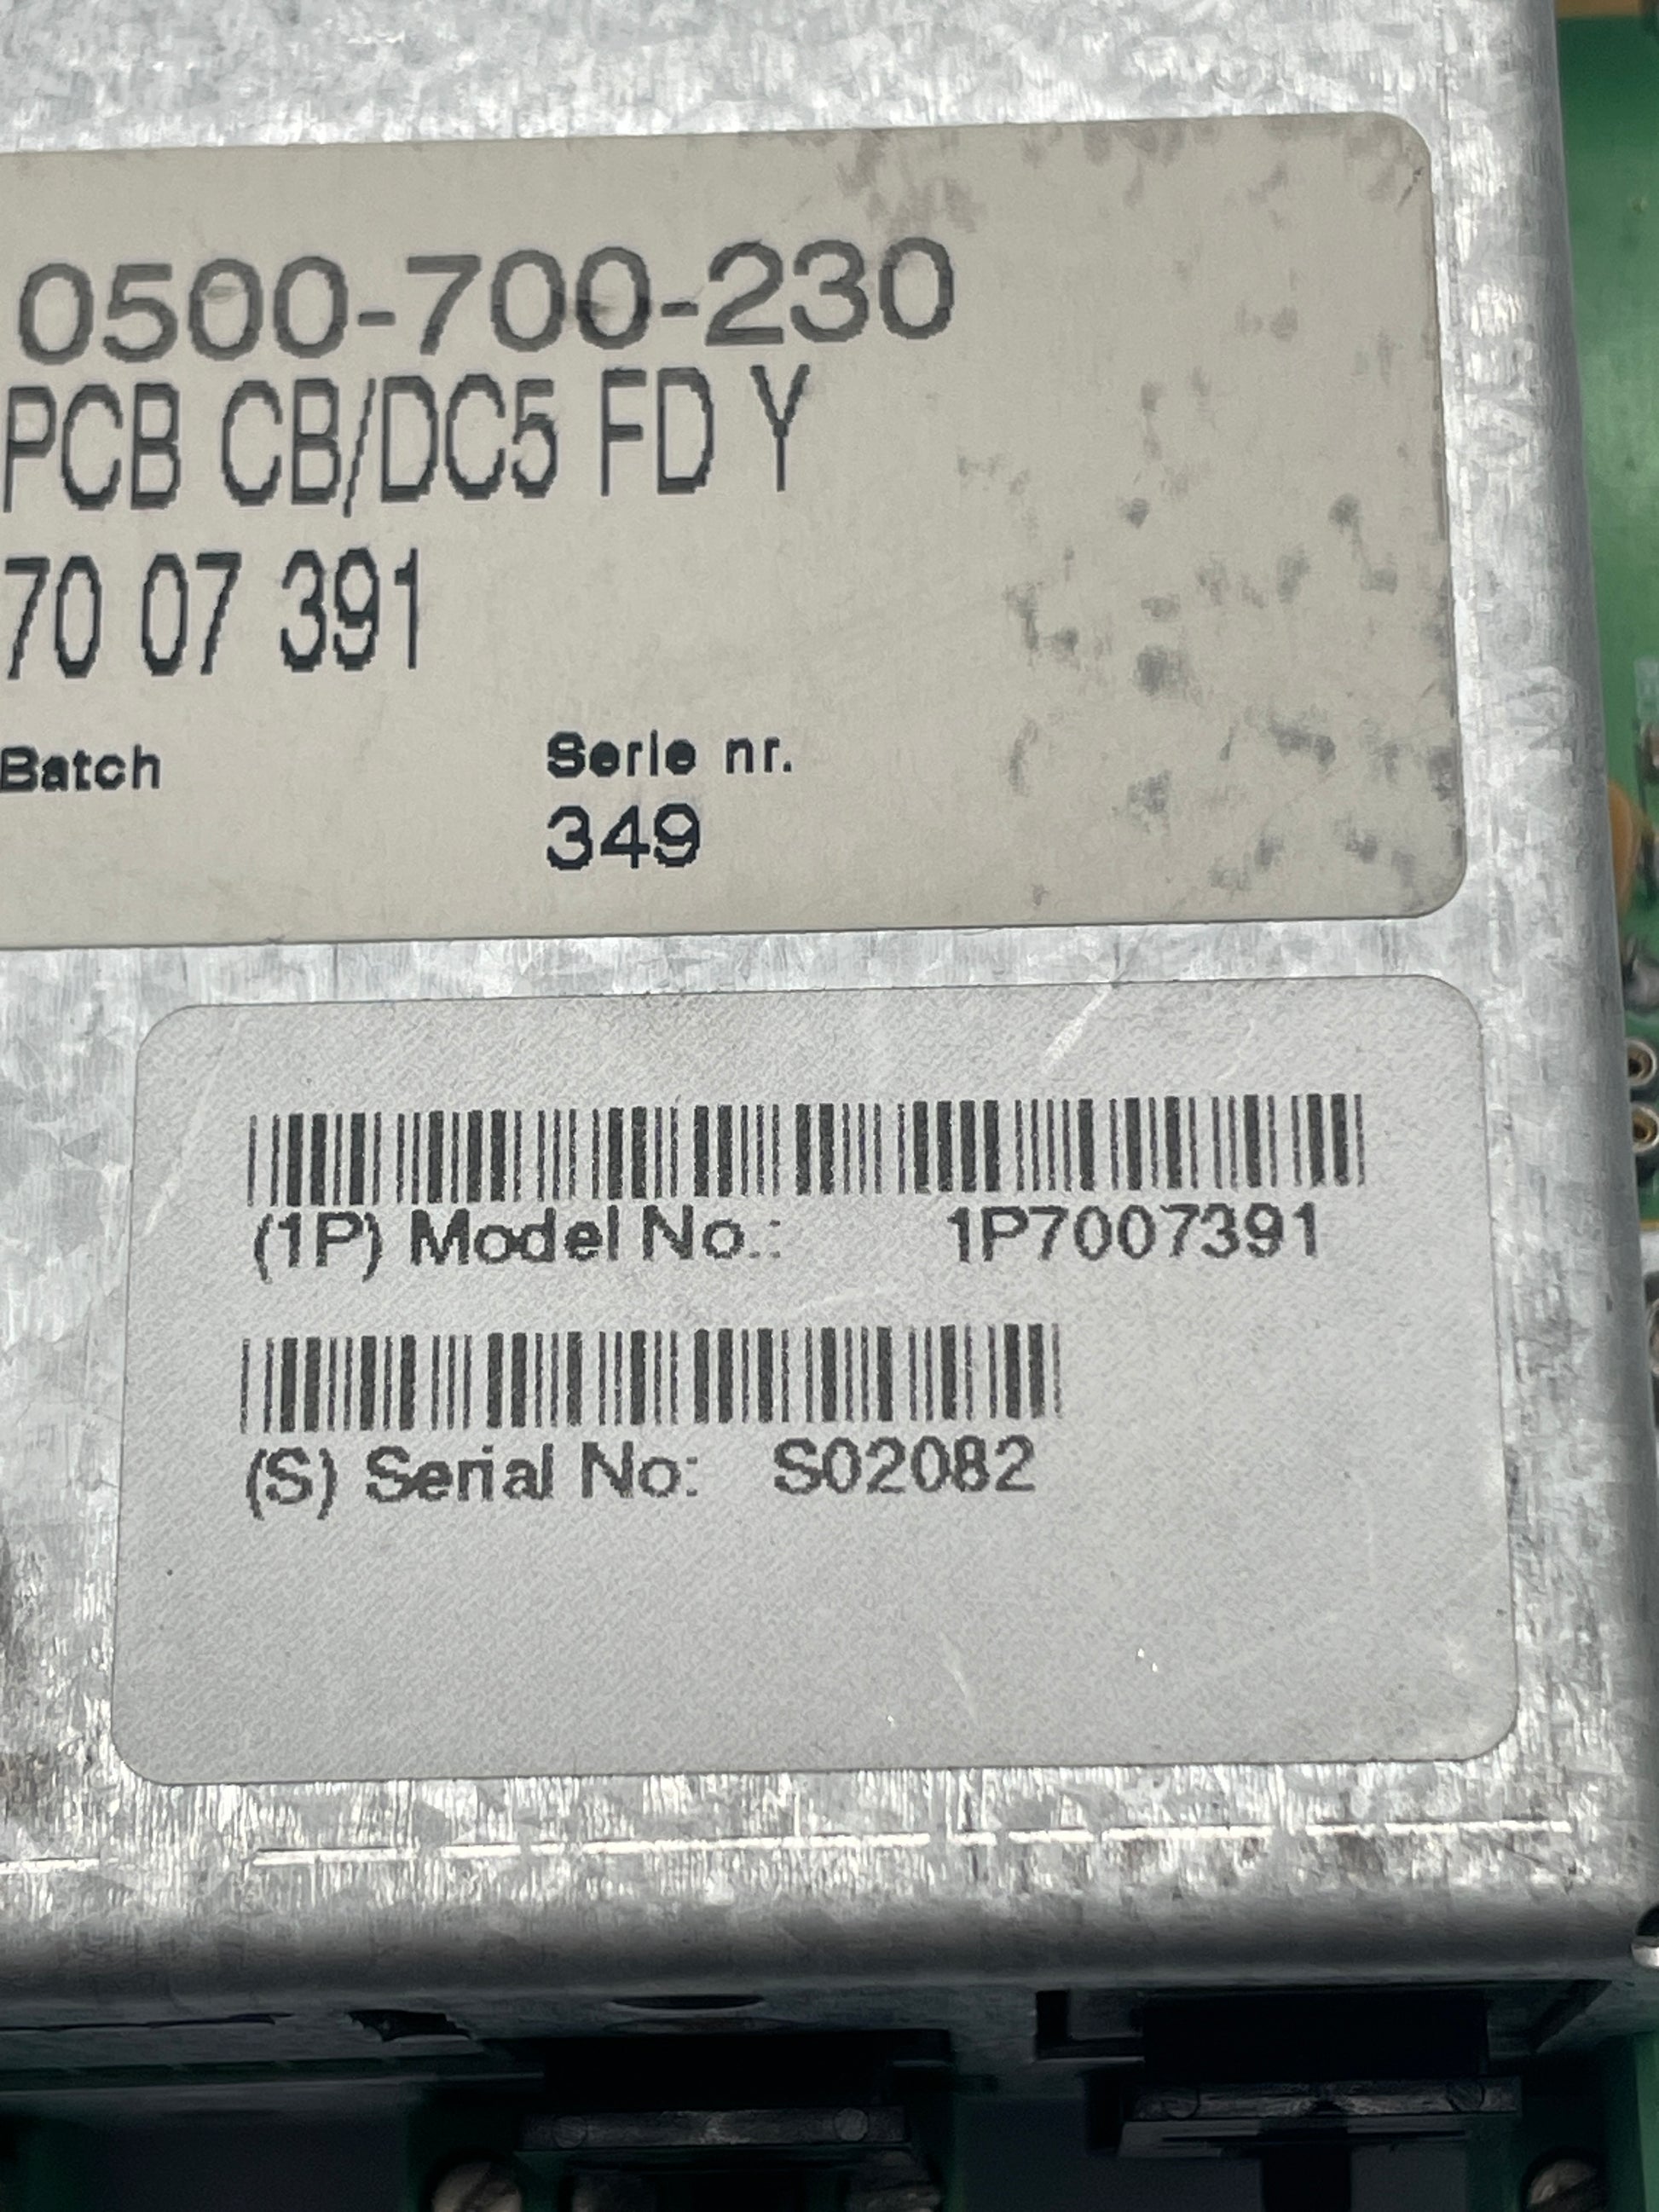 0500-700-230
PCB CB/DC5 FD Y
70 07 391
Batch Serie nr.
349
(1P) Model No.: 1P7007391
(S) Serial No: S02082